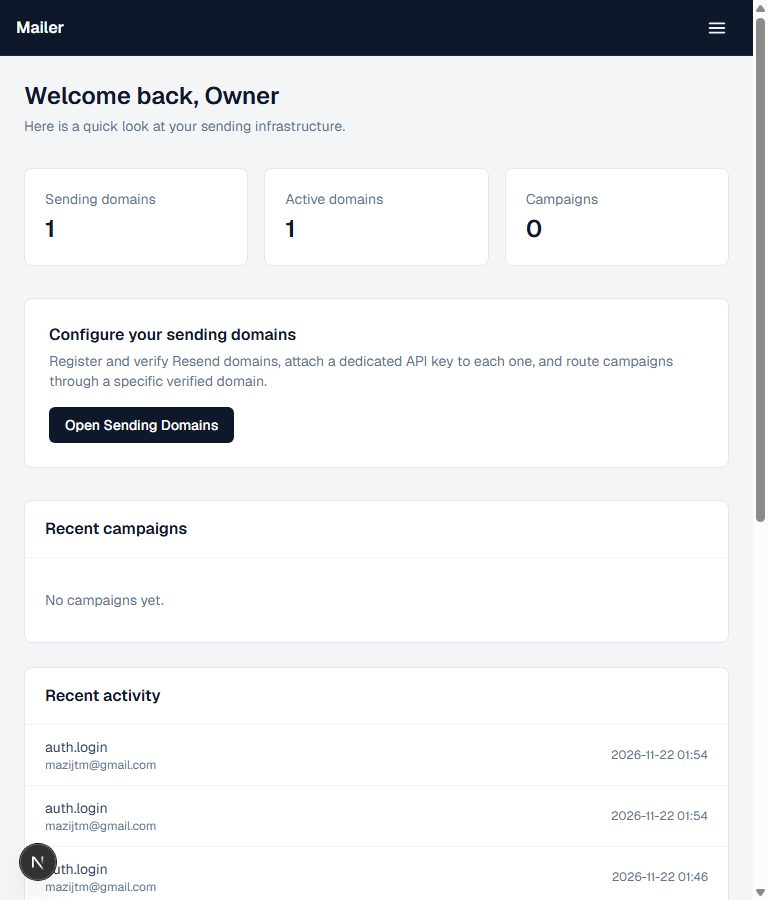 Mailer
Welcome back, Owner
Here is a quick look at your sending infrastructure.
Sending domains
1
Active domains
1
Campaigns
0
Configure your sending domains
Register and verify Resend domains, attach a dedicated API key to each one, and route campaigns
through a specific verified domain.
Open Sending Domains
Recent campaigns
No campaigns yet.
Recent activity
auth.login
2026-11-22 01:54
mazijtm@gmail.com
auth.login
2026-11-22 01:54
mazijtm@gmail.com
uth.login
2026-11-22 01:46
mazijtm@gmail.com
N